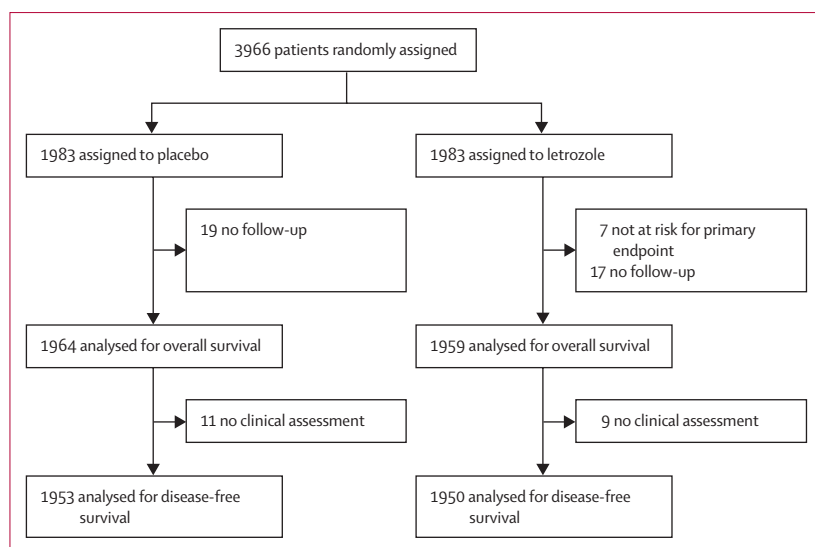 3966 patients randomly assigned
1983 assigned to placebo
1983 assigned to letrozole
19 no follow-up
7 not at risk for primary
endpoint
17 no follow-up
1964 analysed for overall survival
1959 analysed for overall survival
11 no clinical assessment
9 no clinical assessment
1953 analysed for disease-free
survival
1950 analysed for disease-free
survival